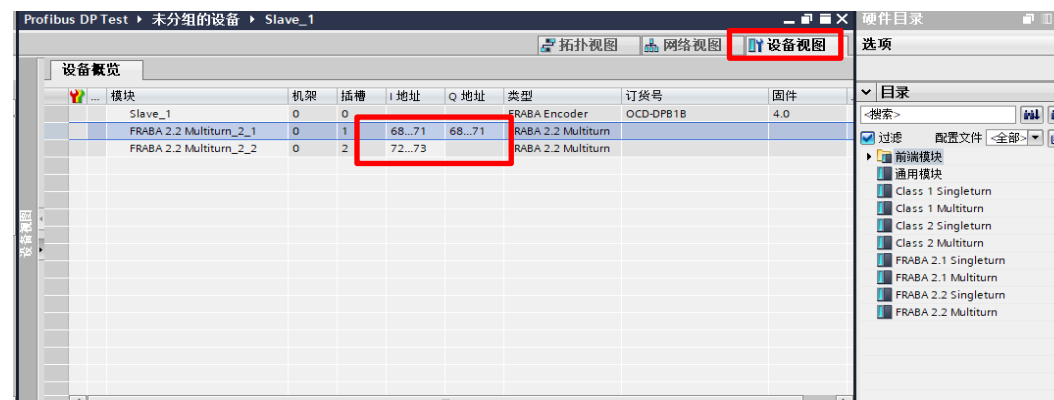 Profibus DP Test ▸ 未分组的设备 ▸ Slave_1
硬件目录
拓扑视图 网络视图 设备视图
选项
设备概览
... 模块 机架 插槽 I 地址 Q 地址 类型 订货号 固件
Slave_1 0 0 FRABA Encoder OCD-DPB1B 4.0
FRABA 2.2 Multiturn_2_1 0 1 68...71 68...71 FRABA 2.2 Multiturn
FRABA 2.2 Multiturn_2_2 0 2 72...73 FRABA 2.2 Multiturn
设备视图
目录
<搜索>
过滤 配置文件 <全部>
前端模块
通用模块
Class 1 Singleturn
Class 1 Multiturn
Class 2 Singleturn
Class 2 Multiturn
FRABA 2.1 Singleturn
FRABA 2.1 Multiturn
FRABA 2.2 Singleturn
FRABA 2.2 Multiturn